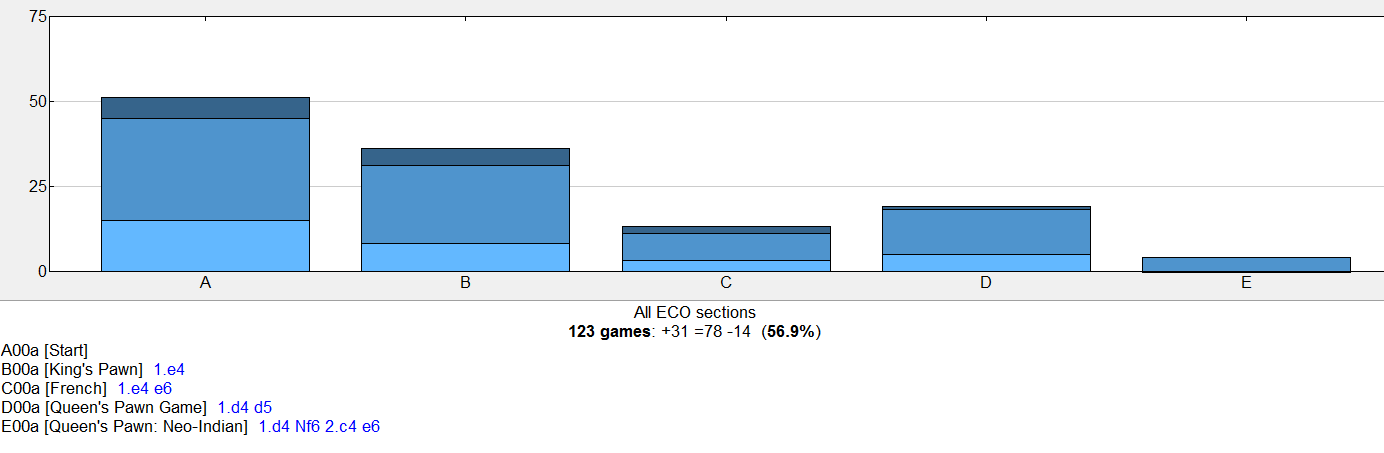 75
50
25
0
A B C D E
All ECO sections
123 games: +31 =78 -14 (56.9%)
A00a [Start]
B00a [King's Pawn] 1.e4
C00a [French] 1.e4 e6
D00a [Queen's Pawn Game] 1.d4 d5
E00a [Queen's Pawn: Neo-Indian] 1.d4 Nf6 2.c4 e6